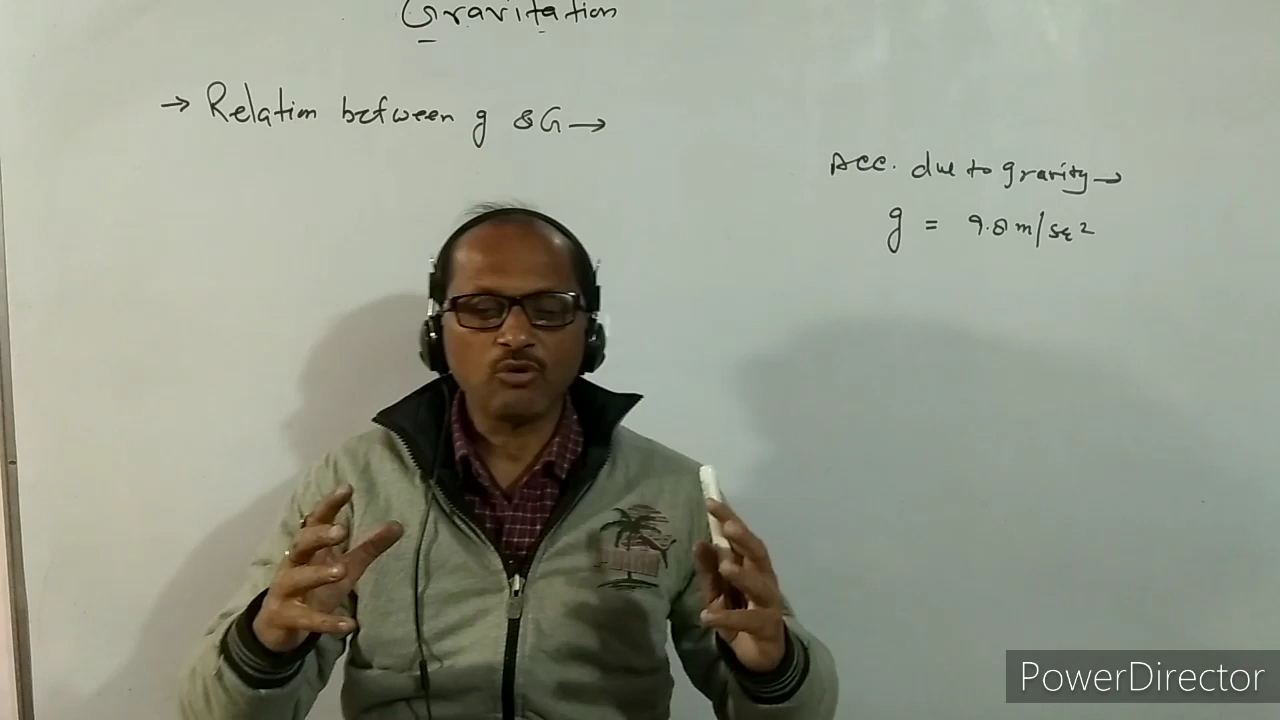 Gravitation
→ Relation between g & G →
Acc. due to gravity →
g = 9.8 m/sec²
PowerDirector